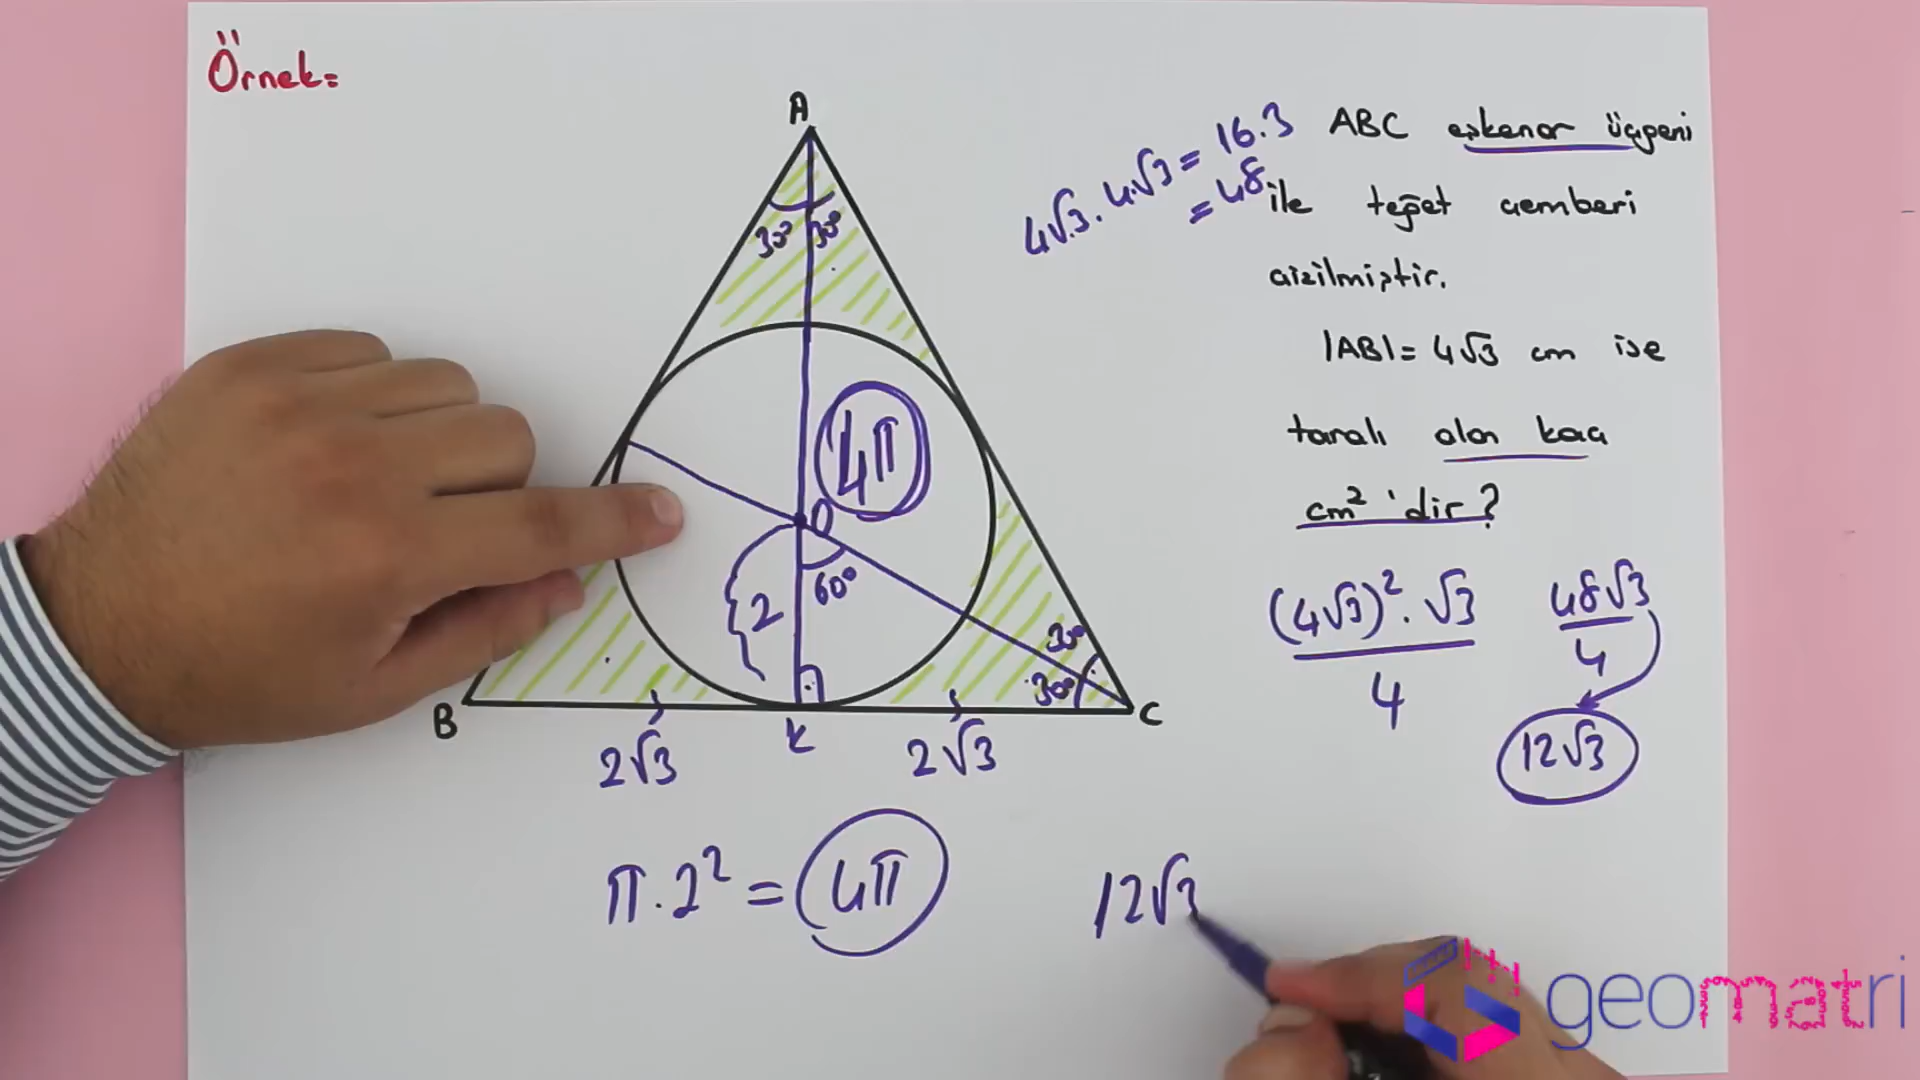 Örnek=
ABC eşkenar üçgeni
ile teğet çemberi
çizilmiştir.
|AB| = 4√3 cm ise
taralı alan kaç
cm² 'dir?
4√3 . 4√3 = 16.3
= 48
A
30° 30°
4π
O
60°
2
30°
30°
B
K
C
2√3
2√3
(4√3)² . √3
4
48√3
4
12√3
π . 2² = 4π
12√3
geomatri